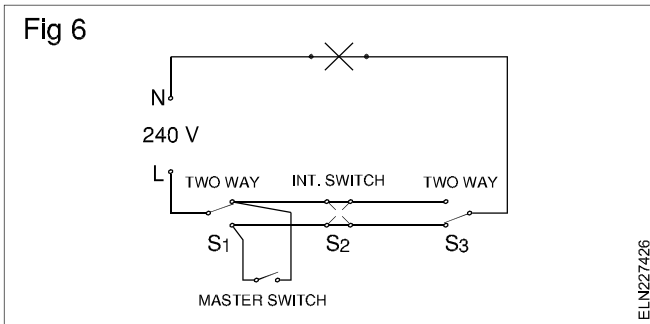 Fig 6
N
240 V
L
TWO WAY INT. SWITCH TWO WAY
S1 S2 S3
MASTER SWITCH
ELN227426